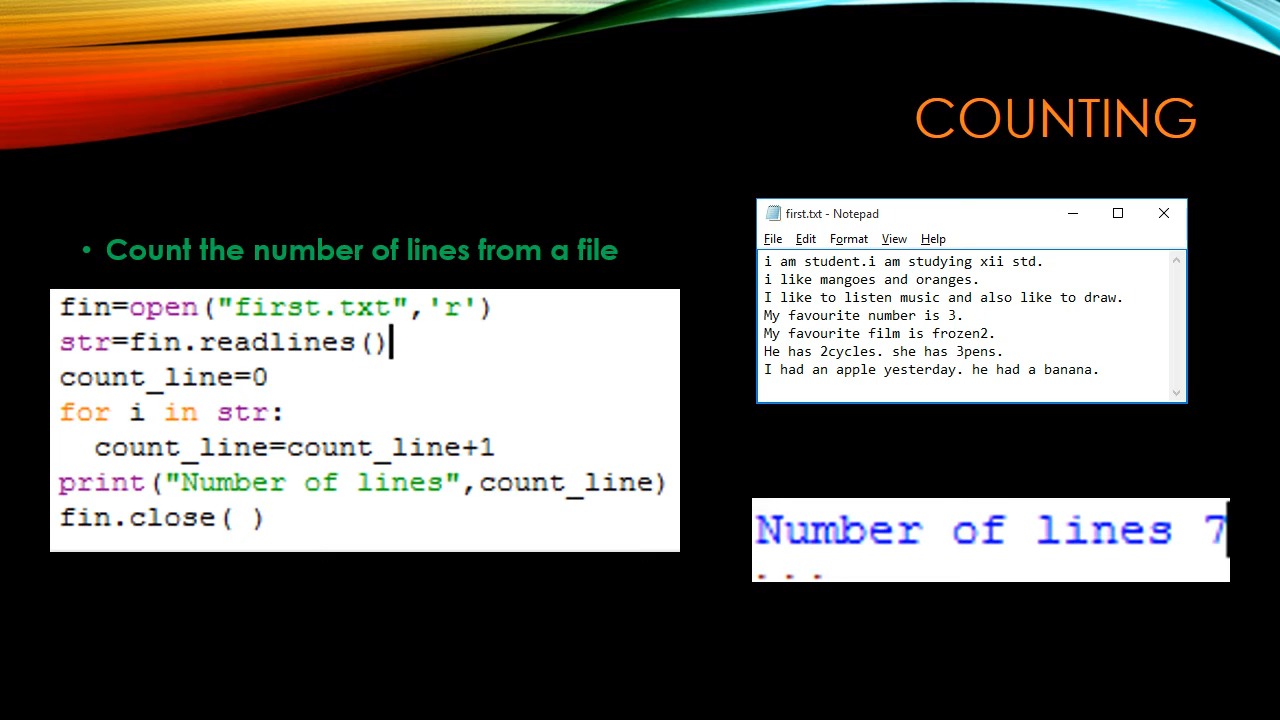 COUNTING
• Count the number of lines from a file
fin=open("first.txt",'r')
str=fin.readlines()
count_line=0
for i in str:
  count_line=count_line+1
print("Number of lines",count_line)
fin.close( )
first.txt - Notepad
File Edit Format View Help
i am student.i am studying xii std.
i like mangoes and oranges.
I like to listen music and also like to draw.
My favourite number is 3.
My favourite film is frozen2.
He has 2cycles. she has 3pens.
I had an apple yesterday. he had a banana.
Number of lines 7